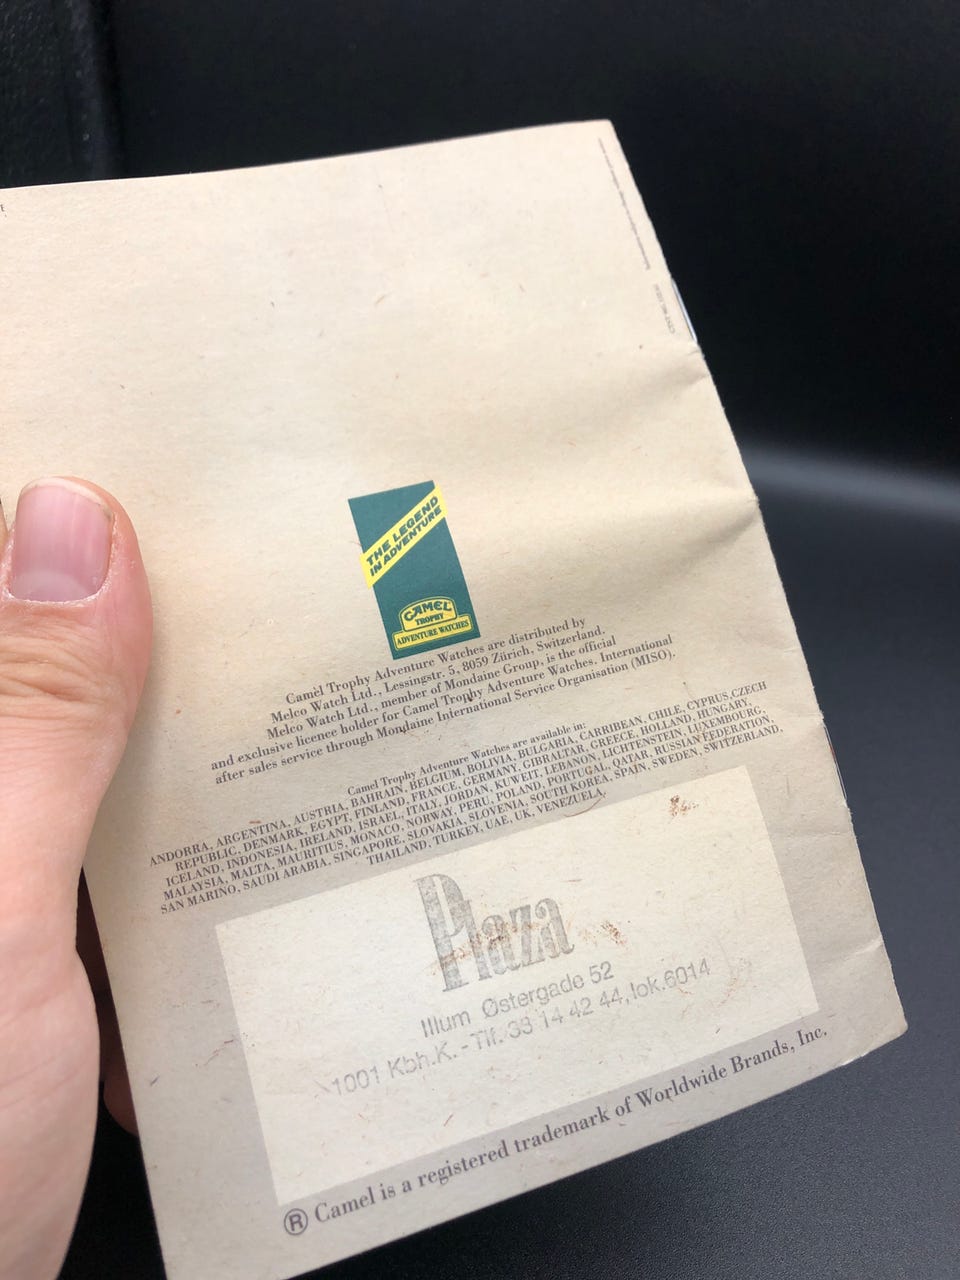 THE LEGEND
IN ADVENTURE
CAMEL
TROPHY
ADVENTURE WATCHES
Camel Trophy Adventure Watches are distributed by
Melco Watch Ltd., Lessingstr. 5, 8059 Zürich, Switzerland,
Melco Watch Ltd., member of Mondaine Group, is the official
and exclusive licence holder for Camel Trophy Adventure Watches, International
after sales service through Mondaine International Service Organisation (MISO).
Camel Trophy Adventure Watches are available in:
ANDORRA, ARGENTINA, AUSTRIA, BAHRAIN, BELGIUM, BOLIVIA, BULGARIA, CARRIBEAN, CHILE, CYPRUS, CZECH
REPUBLIC, DENMARK, EGYPT, FINLAND, FRANCE, GERMANY, GIBRALTAR, GREECE, HOLLAND, HUNGARY,
ICELAND, INDONESIA, IRELAND, ISRAEL, ITALY, JORDAN, KUWEIT, LEBANON, LICHTENSTEIN, LUXEMBOURG,
MALAYSIA, MALTA, MAURITIUS, MONACO, NORWAY, PERU, POLAND, PORTUGAL, QATAR, RUSSIAN FEDERATION,
SAN MARINO, SAUDI ARABIA, SINGAPORE, SLOVAKIA, SLOVENIA, SOUTH KOREA, SPAIN, SWEDEN, SWITZERLAND,
THAILAND, TURKEY, UAE, UK, VENEZUELA.
Plaza
Illum Østergade 52
1001 Kbh.K. - Tlf. 33 14 42 44, lok.6014
® Camel is a registered trademark of Worldwide Brands, Inc.